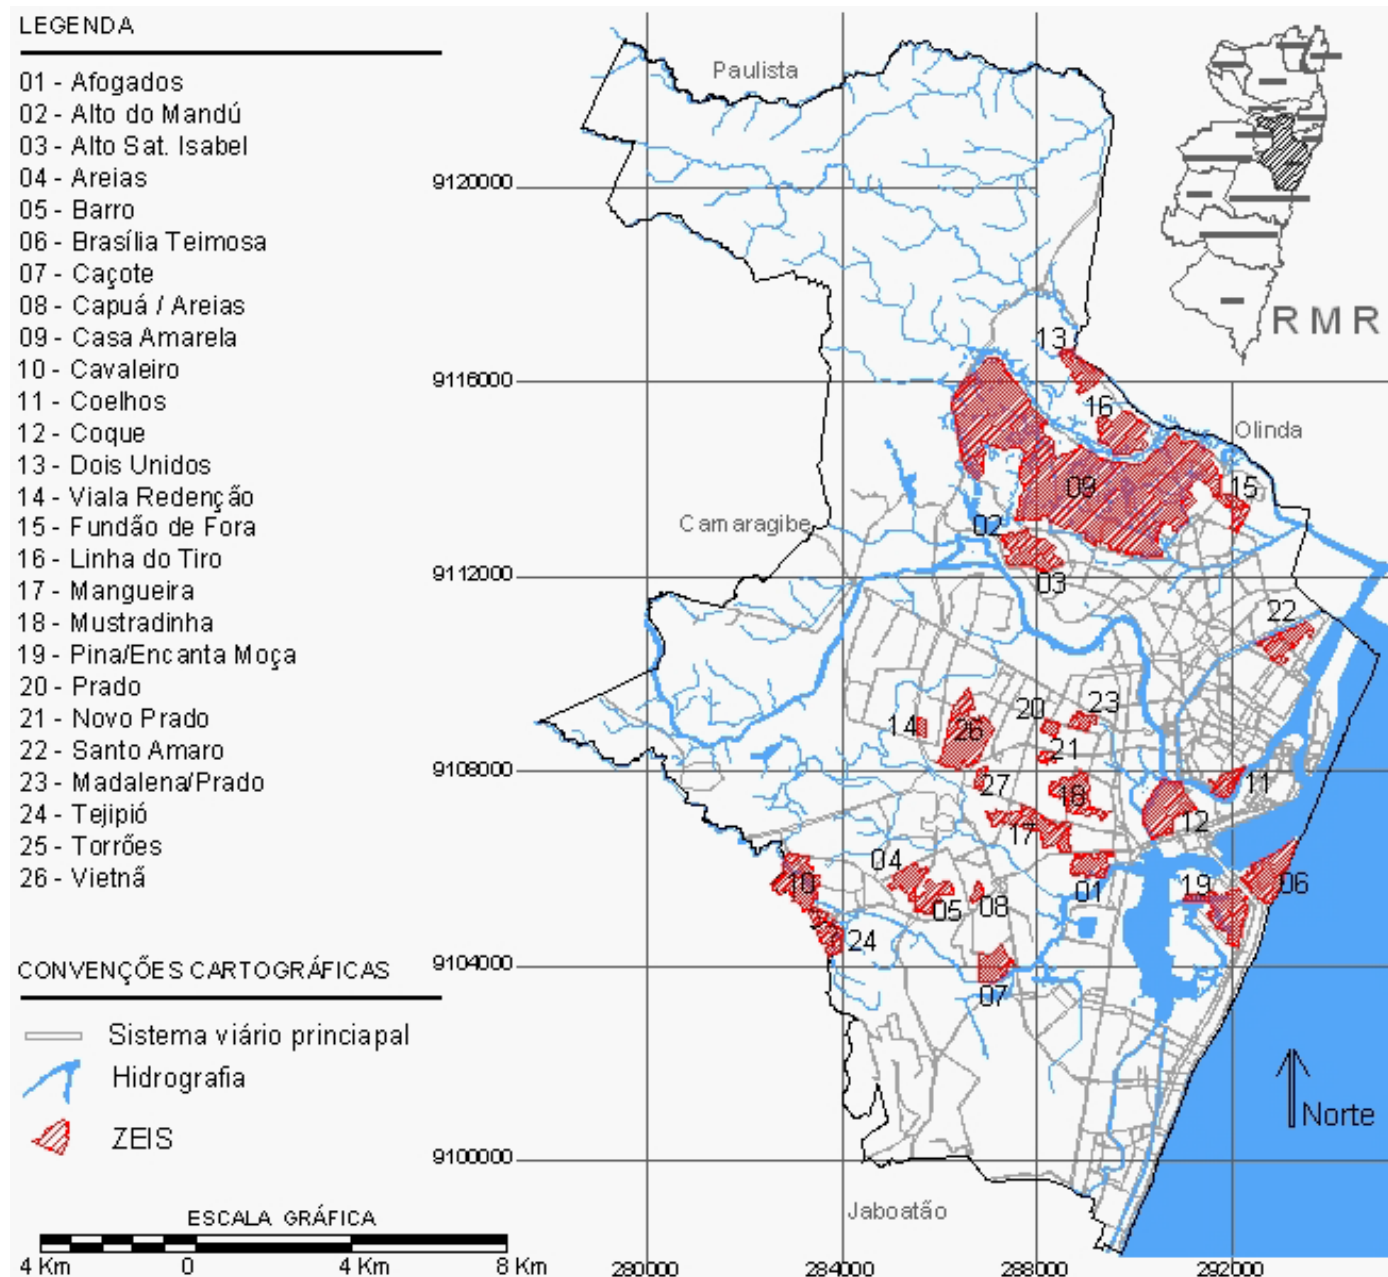 LEGENDA
01 - Afogados
02 - Alto do Mandú
03 - Alto Sat. Isabel
04 - Areias
05 - Barro
06 - Brasília Teimosa
07 - Caçote
08 - Capuá / Areias
09 - Casa Amarela
10 - Cavaleiro
11 - Coelhos
12 - Coque
13 - Dois Unidos
14 - Viala Redenção
15 - Fundão de Fora
16 - Linha do Tiro
17 - Mangueira
18 - Mustradinha
19 - Pina/Encanta Moça
20 - Prado
21 - Novo Prado
22 - Santo Amaro
23 - Madalena/Prado
24 - Tejipió
25 - Torrões
26 - Vietnã
CONVENÇÕES CARTOGRÁFICAS
Sistema viário princiapal
Hidrografia
ZEIS
ESCALA GRÁFICA
4 Km 0 4 Km 8 Km
Paulista
RMR
9120000
13
9116000
16
Olinda
09
15
Camaragibe
02
9112000
03
22
20
23
14
26
21
9108000
27
11
18
12
17
04
10
01
19
06
05
08
24
9104000
07
Norte
9100000
Jaboatão
280000 284000 288000 292000